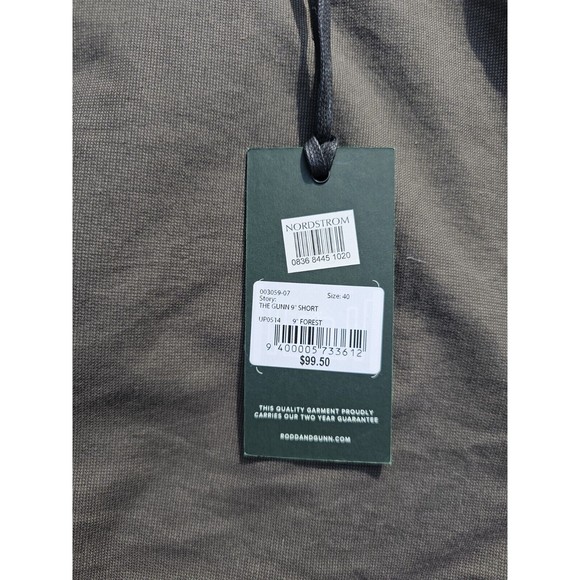 NORDSTROM
0836 8445 1020
003059-07 Size: 40
Story:
THE GUNN 9" SHORT
UP0514 9" FOREST
9 400005 733612
$99.50
THIS QUALITY GARMENT PROUDLY
CARRIES OUR TWO YEAR GUARANTEE
RODDANDGUNN.COM